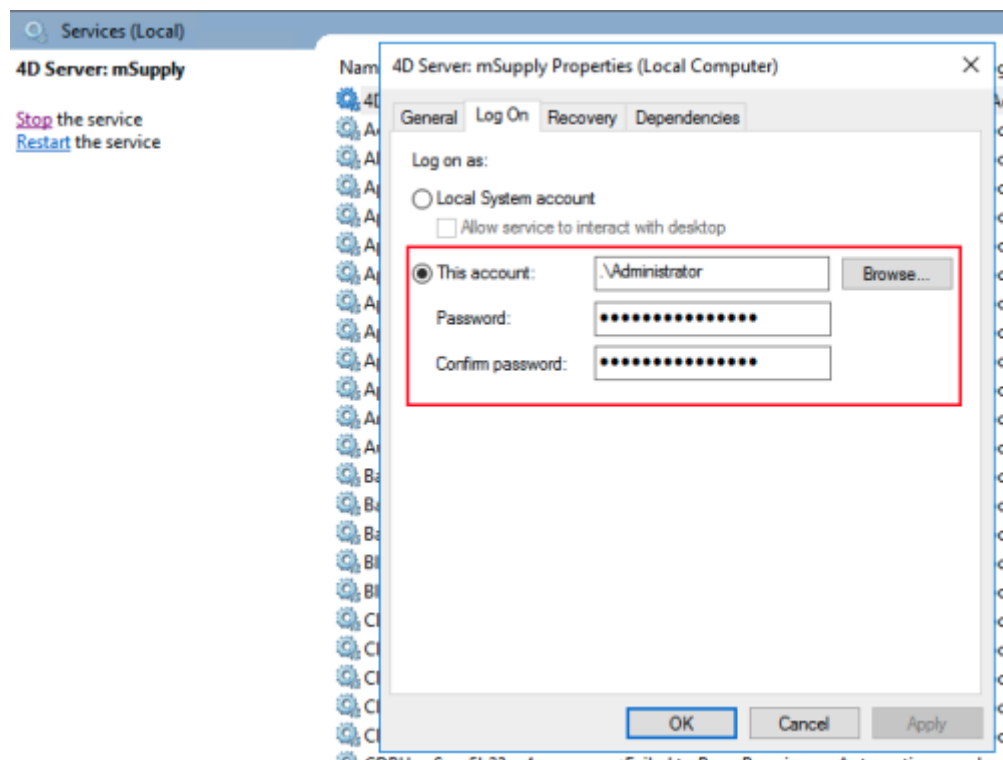 Services (Local)
4D Server: mSupply
Stop the service
Restart the service
Nam
4D Server: mSupply Properties (Local Computer)
General Log On Recovery Dependencies
Log on as:
Local System account
Allow service to interact with desktop
This account: .\Administrator Browse...
Password: •••••••••••••••
Confirm password: •••••••••••••••
OK Cancel Apply